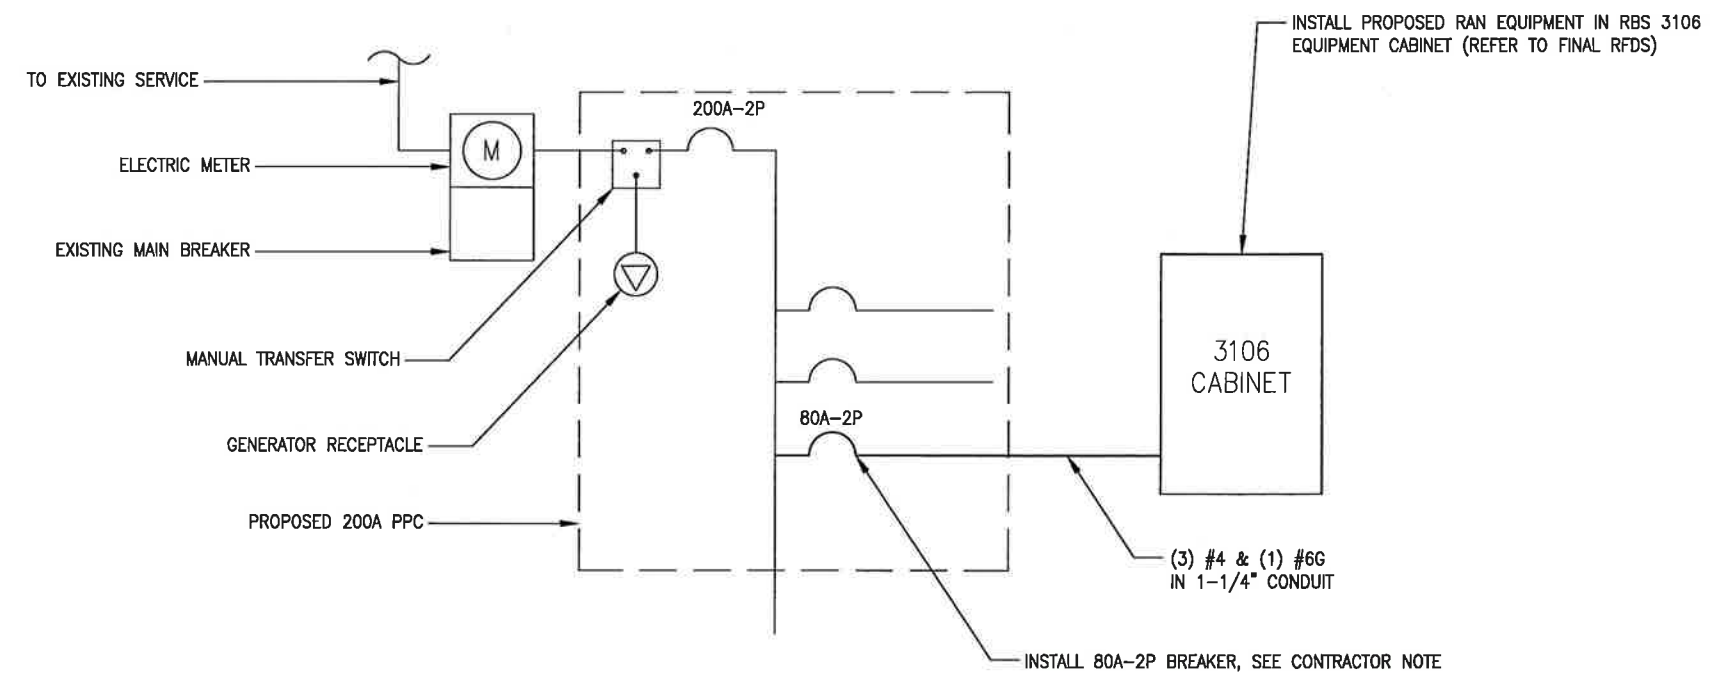 INSTALL PROPOSED RAN EQUIPMENT IN RBS 3106
EQUIPMENT CABINET (REFER TO FINAL RFDS)
TO EXISTING SERVICE
200A-2P
M
ELECTRIC METER
EXISTING MAIN BREAKER
MANUAL TRANSFER SWITCH
3106
CABINET
80A-2P
GENERATOR RECEPTACLE
PROPOSED 200A PPC
(3) #4 & (1) #6G
IN 1-1/4" CONDUIT
INSTALL 80A-2P BREAKER, SEE CONTRACTOR NOTE